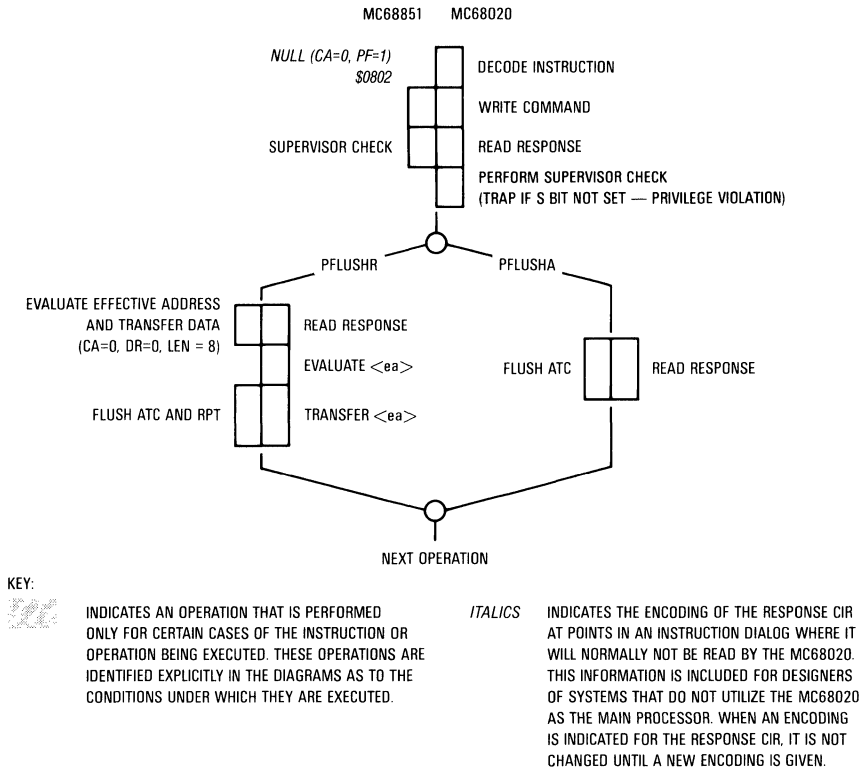 MC68851 MC68020
NULL (CA=0, PF=1)
$0802
DECODE INSTRUCTION
WRITE COMMAND
SUPERVISOR CHECK
READ RESPONSE
PERFORM SUPERVISOR CHECK
(TRAP IF S BIT NOT SET — PRIVILEGE VIOLATION)
PFLUSHR
PFLUSHA
EVALUATE EFFECTIVE ADDRESS
AND TRANSFER DATA
(CA=0, DR=0, LEN = 8)
READ RESPONSE
EVALUATE <ea>
FLUSH ATC AND RPT
TRANSFER <ea>
FLUSH ATC
READ RESPONSE
NEXT OPERATION
KEY:
INDICATES AN OPERATION THAT IS PERFORMED
ONLY FOR CERTAIN CASES OF THE INSTRUCTION OR
OPERATION BEING EXECUTED. THESE OPERATIONS ARE
IDENTIFIED EXPLICITLY IN THE DIAGRAMS AS TO THE
CONDITIONS UNDER WHICH THEY ARE EXECUTED.
ITALICS
INDICATES THE ENCODING OF THE RESPONSE CIR
AT POINTS IN AN INSTRUCTION DIALOG WHERE IT
WILL NORMALLY NOT BE READ BY THE MC68020.
THIS INFORMATION IS INCLUDED FOR DESIGNERS
OF SYSTEMS THAT DO NOT UTILIZE THE MC68020
AS THE MAIN PROCESSOR. WHEN AN ENCODING
IS INDICATED FOR THE RESPONSE CIR, IT IS NOT
CHANGED UNTIL A NEW ENCODING IS GIVEN.